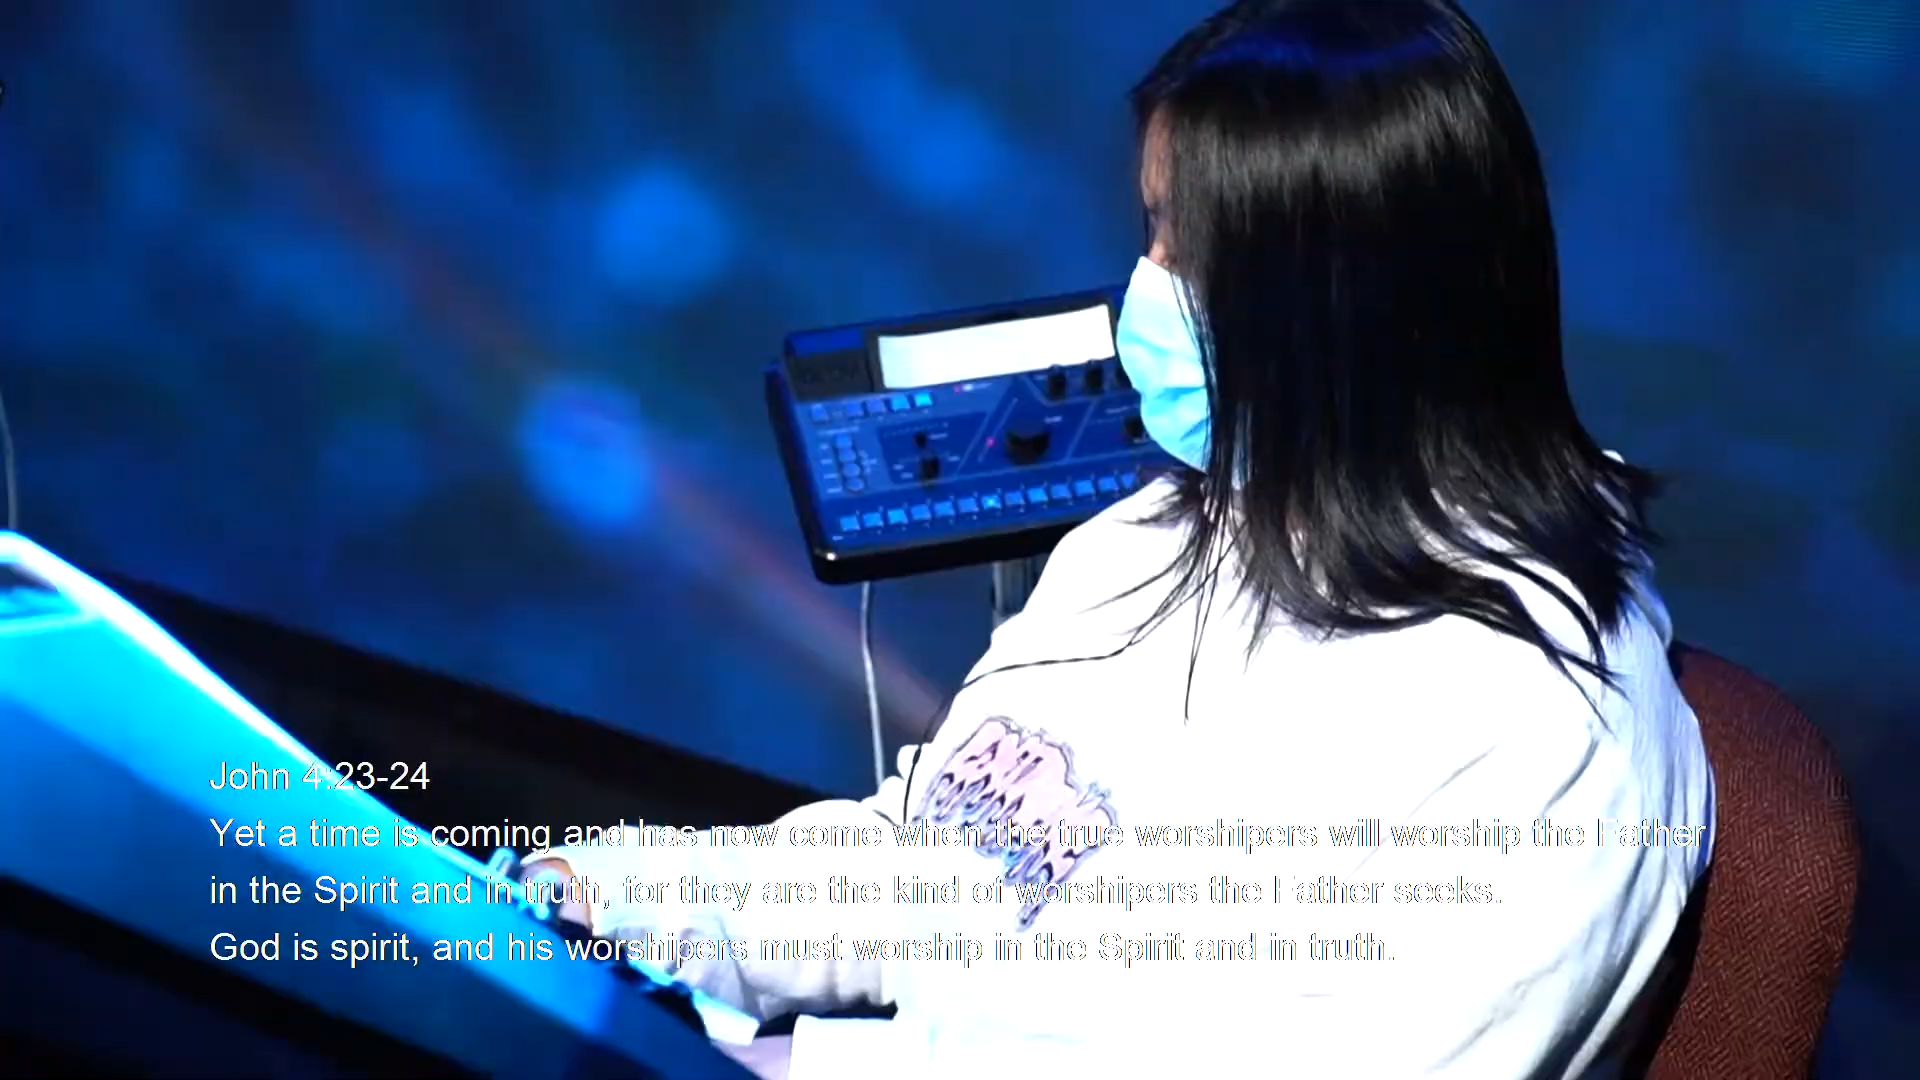 John 4:23-24
Yet a time is coming and has now come when the true worshipers will worship the Father
in the Spirit and in truth, for they are the kind of worshipers the Father seeks.
God is spirit, and his worshipers must worship in the Spirit and in truth.